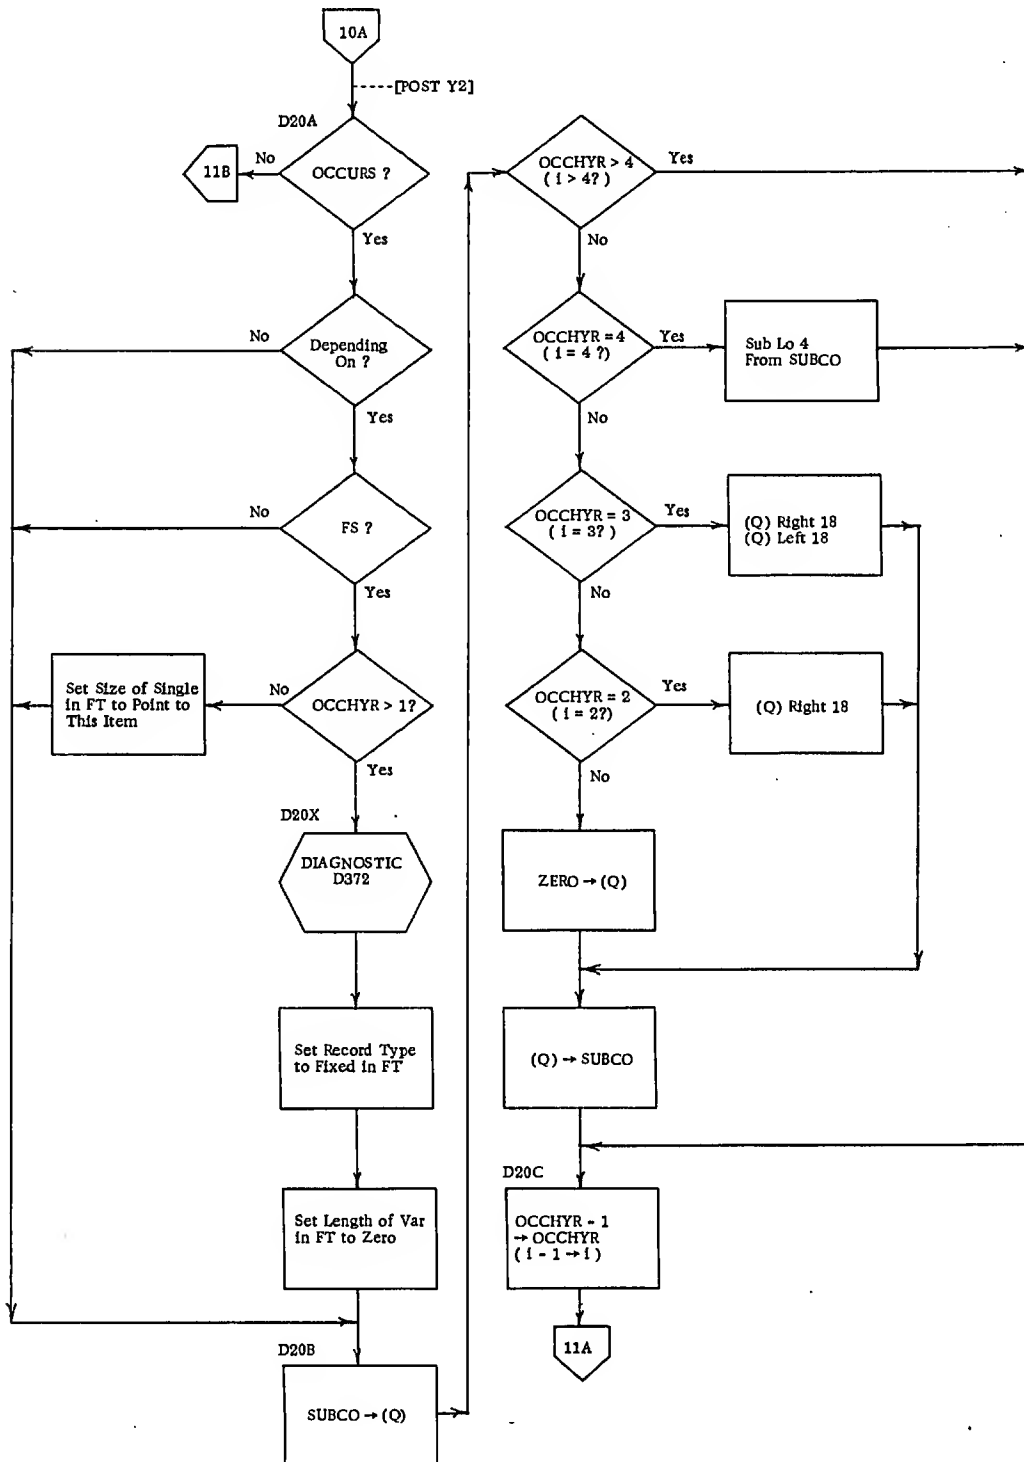 10A
[POST Y2]
D20A
OCCURS ?
No
11B
Yes
Depending
On ?
No
Yes
FS ?
No
Yes
OCCHYR > 1?
No
Set Size of Single
in FT to Point to
This Item
Yes
D20X
DIAGNOSTIC
D372
Set Record Type
to Fixed in FT
Set Length of Var
in FT to Zero
D20B
SUBCO → (Q)
OCCHYR > 4
( i > 4? )
Yes
No
OCCHYR = 4
( i = 4 ?)
Yes
Sub Lo 4
From SUBCO
No
OCCHYR = 3
( i = 3? )
Yes
(Q) Right 18
(Q) Left 18
No
OCCHYR = 2
( i = 2?)
Yes
(Q) Right 18
No
ZERO → (Q)
(Q) → SUBCO
D20C
OCCHYR - 1
→ OCCHYR
( i - 1 → i )
11A